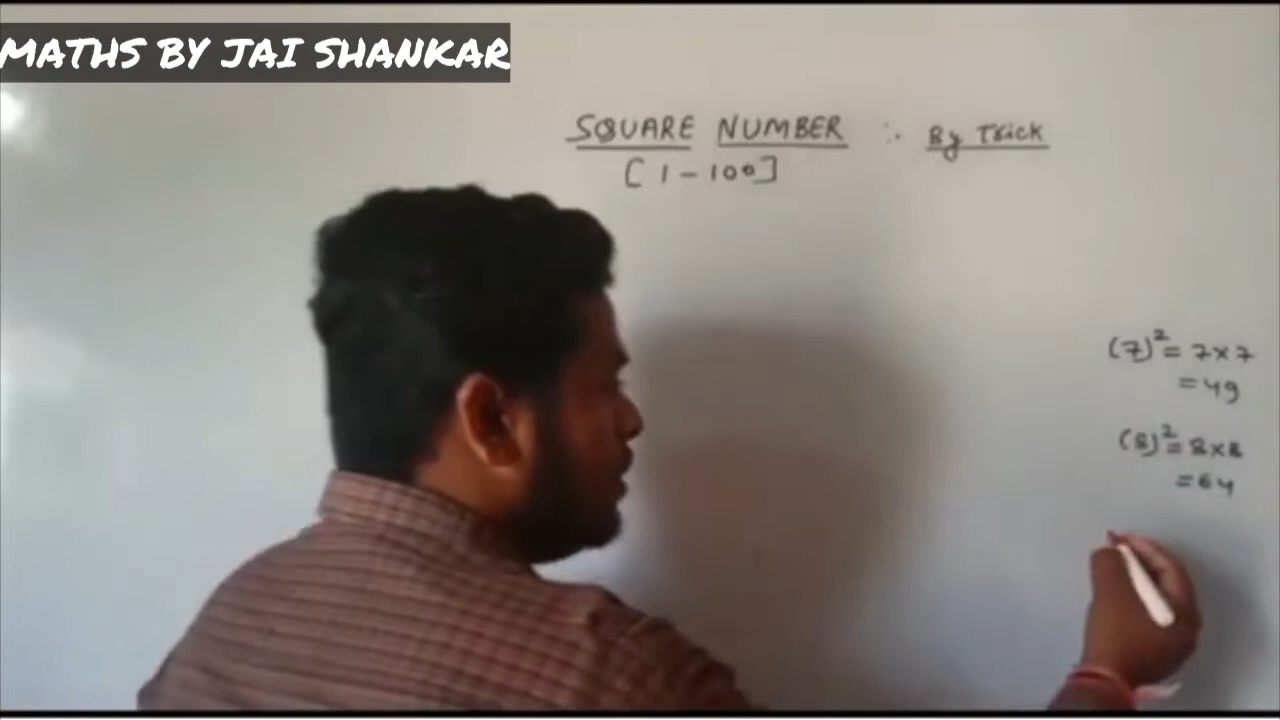 MATHS BY JAI SHANKAR
SQUARE NUMBER :- By Trick
[1-100]
(7)²= 7×7
=49
(8)²=8×8
=64